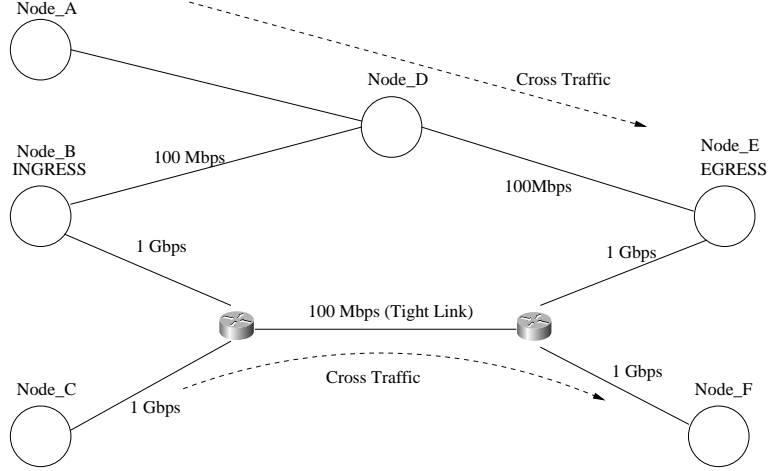 Node_A
Cross Traffic
Node_D
Node_B
INGRESS
100 Mbps
Node_E
EGRESS
100Mbps
1 Gbps
1 Gbps
100 Mbps (Tight Link)
Cross Traffic
Node_C
1 Gbps
1 Gbps
Node_F